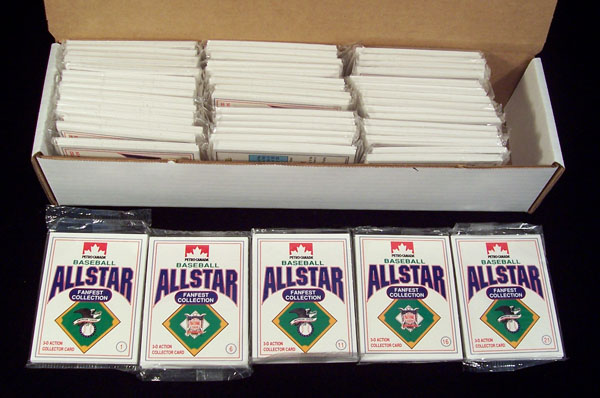 PETRO-CANADA
BASEBALL
ALLSTAR
FANFEST
COLLECTION
3-D ACTION
COLLECTOR CARD
1
PETRO-CANADA
BASEBALL
ALLSTAR
FANFEST
COLLECTION
3-D ACTION
COLLECTOR CARD
6
PETRO-CANADA
BASEBALL
ALLSTAR
FANFEST
COLLECTION
3-D ACTION
COLLECTOR CARD
11
PETRO-CANADA
BASEBALL
ALLSTAR
FANFEST
COLLECTION
3-D ACTION
COLLECTOR CARD
16
PETRO-CANADA
BASEBALL
ALLSTAR
FANFEST
COLLECTION
3-D ACTION
COLLECTOR CARD
21